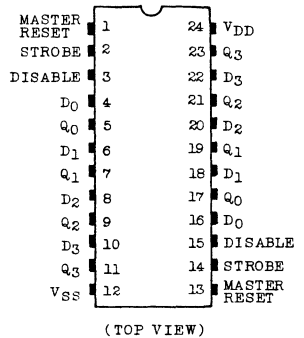 MASTER RESET 1 24 VDD
STROBE 2 23 Q3
DISABLE 3 22 D3
D0 4 21 Q2
Q0 5 20 D2
D1 6 19 Q1
Q1 7 18 D1
D2 8 17 Q0
Q2 9 16 D0
D3 10 15 DISABLE
Q3 11 14 STROBE
VSS 12 13 MASTER RESET
(TOP VIEW)